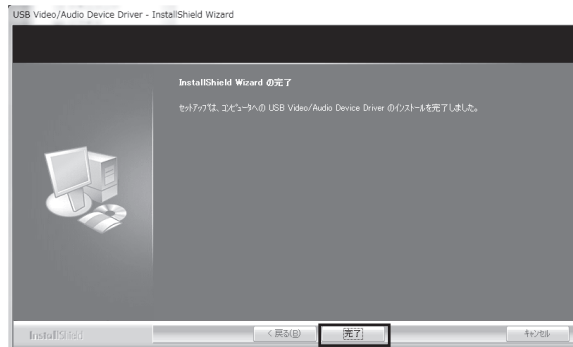 USB Video/Audio Device Driver - InstallShield Wizard
InstallShield Wizard の完了
セットアップは、コンピュータへの USB Video/Audio Device Driver のインストールを完了しました。
InstallShield
< 戻る(B)
完了
キャンセル